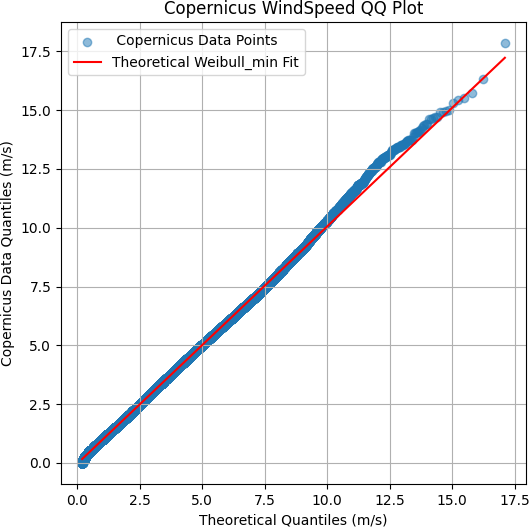 Copernicus WindSpeed QQ Plot
Copernicus Data Points
Theoretical Weibull_min Fit
Copernicus Data Quantiles (m/s)
17.5
15.0
12.5
10.0
7.5
5.0
2.5
0.0
0.0 2.5 5.0 7.5 10.0 12.5 15.0 17.5
Theoretical Quantiles (m/s)